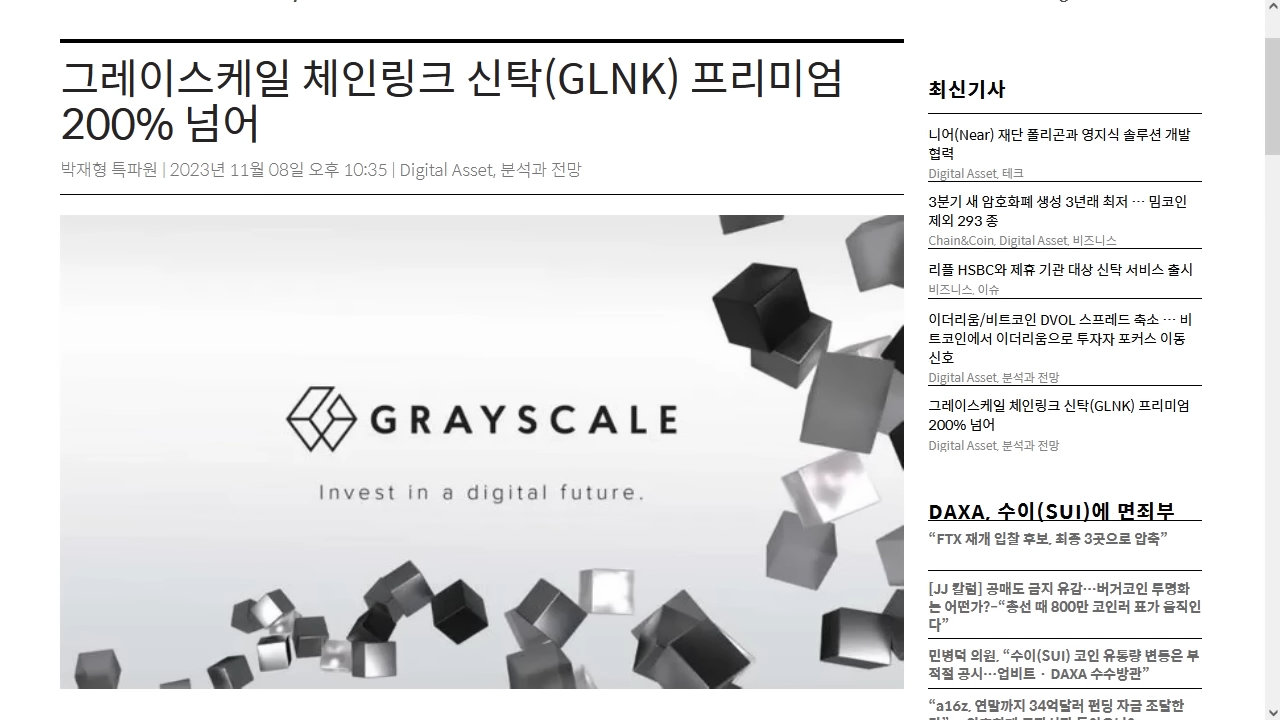 그레이스케일 체인링크 신탁(GLNK) 프리미엄
200% 넘어
박재형 특파원 | 2023년 11월 08일 오후 10:35 | Digital Asset, 분석과 전망
GRAYSCALE
Invest in a digital future.
최신기사
니어(Near) 재단 폴리곤과 영지식 솔루션 개발
협력
Digital Asset, 테크
3분기 새 암호화폐 생성 3년래 최저 … 밈코인
제외 293 종
Chain&Coin, Digital Asset, 비즈니스
리플 HSBC와 제휴 기관 대상 신탁 서비스 출시
비즈니스, 이슈
이더리움/비트코인 DVOL 스프레드 축소 … 비
트코인에서 이더리움으로 투자자 포커스 이동
신호
Digital Asset, 분석과 전망
그레이스케일 체인링크 신탁(GLNK) 프리미엄
200% 넘어
Digital Asset, 분석과 전망
DAXA, 수이(SUI)에 면죄부
“FTX 재개 입찰 후보, 최종 3곳으로 압축”
[JJ 칼럼] 공매도 금지 유감…버거코인 투명화
는 어떤가?-“총선 때 800만 코인러 표가 움직인
다”
민병덕 의원, “수이(SUI) 코인 유통량 변동은 부
적절 공시…업비트 · DAXA 수수방관”
“a16z, 연말까지 34억달러 펀딩 자금 조달한